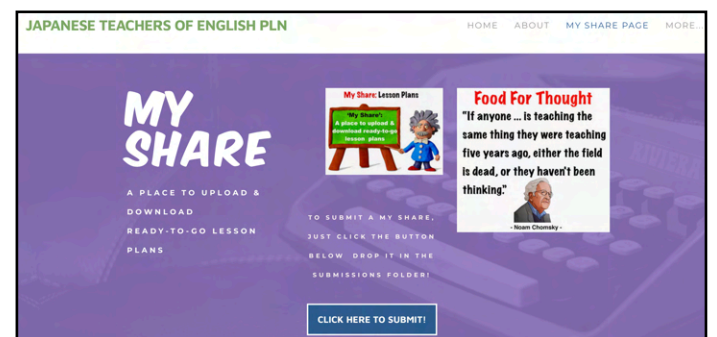 JAPANESE TEACHERS OF ENGLISH PLN
HOME ABOUT MY SHARE PAGE MORE...
MY
SHARE
A PLACE TO UPLOAD &
DOWNLOAD
READY-TO-GO LESSON
PLANS
My Share: Lesson Plans
'My Share':
A place to upload &
download ready-to-go
lesson plans
TO SUBMIT A MY SHARE,
JUST CLICK THE BUTTON
BELOW DROP IT IN THE
SUBMISSIONS FOLDER!
CLICK HERE TO SUBMIT!
Food For Thought
"If anyone ... is teaching the
same thing they were teaching
five years ago, either the field
is dead, or they haven't been
thinking."
- Noam Chomsky -
RIVIERA